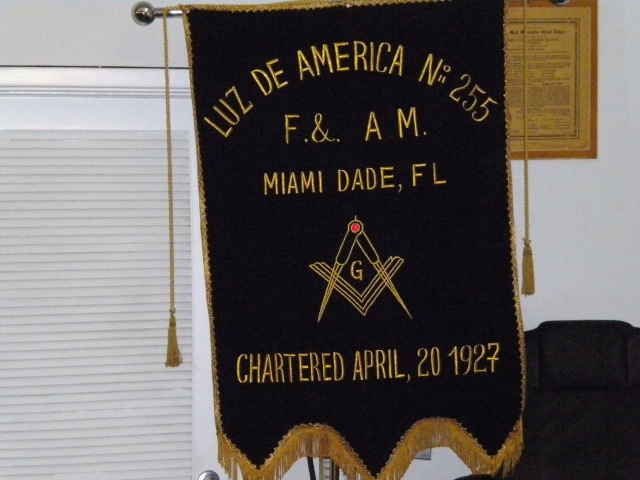 LUZ DE AMERICA No: 255
F.&. A M.
MIAMI DADE, FL
G
CHARTERED APRIL, 20 1927